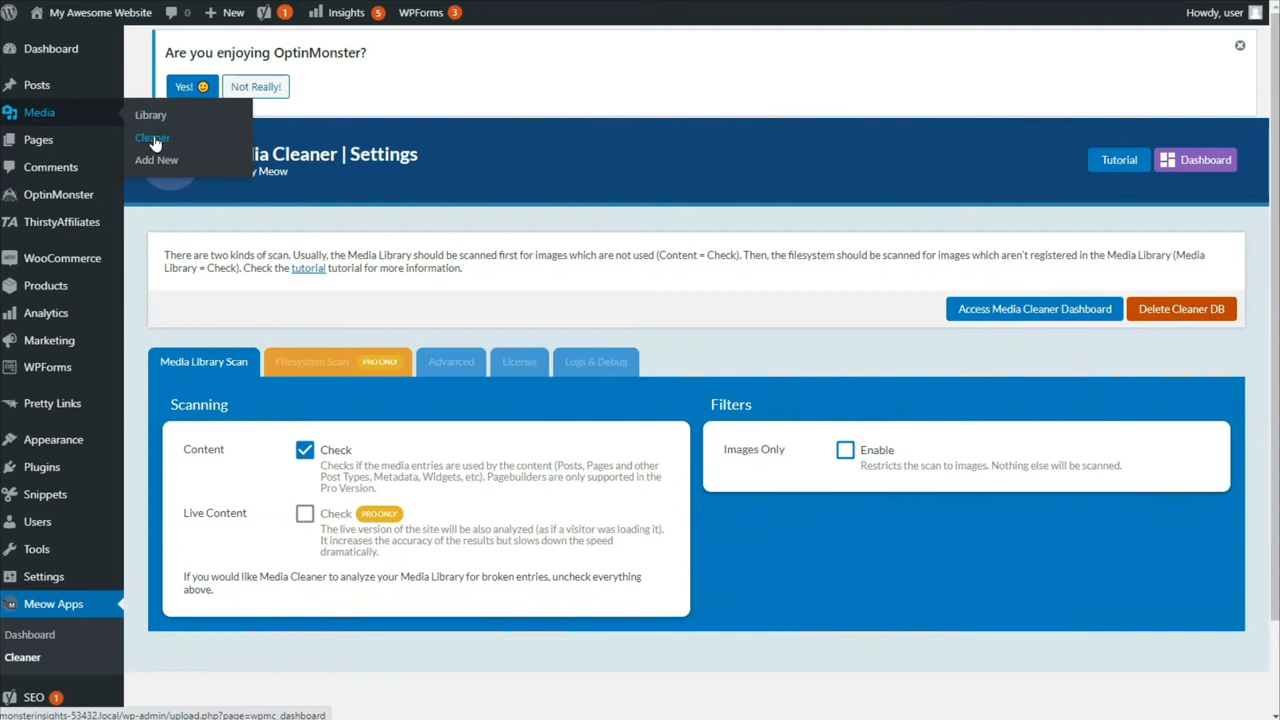 My Awesome Website
0
New
1
Insights
5
WPForms
3
Howdy, user
Dashboard
Posts
Media
Pages
Comments
OptinMonster
ThirstyAffiliates
WooCommerce
Products
Analytics
Marketing
WPForms
Pretty Links
Appearance
Plugins
Snippets
Users
Tools
Settings
Meow Apps
Dashboard
Cleaner
SEO
1
Library
Cleaner
Add New
Are you enjoying OptinMonster?
Yes!
Not Really!
ia Cleaner | Settings
y Meow
Tutorial
Dashboard
There are two kinds of scan. Usually, the Media Library should be scanned first for images which are not used (Content = Check). Then, the filesystem should be scanned for images which aren't registered in the Media Library (Media
Library = Check). Check the tutorial tutorial for more information.
Access Media Cleaner Dashboard
Delete Cleaner DB
Media Library Scan
Filesystem Scan
PRO ONLY
Advanced
License
Logs & Debug
Scanning
Content
Check
Checks if the media entries are used by the content (Posts, Pages and other
Post Types, Metadata, Widgets, etc). Pagebuilders are only supported in the
Pro Version.
Live Content
Check
PRO ONLY
The live version of the site will be also analyzed (as if a visitor was loading it).
It increases the accuracy of the results but slows down the speed
dramatically.
If you would like Media Cleaner to analyze your Media Library for broken entries, uncheck everything
above.
Filters
Images Only
Enable
Restricts the scan to images. Nothing else will be scanned.
monsterinsights-53432.local/wp-admin/upload.php?page=wpmc_dashboard